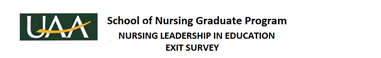 UAA
School of Nursing Graduate Program
NURSING LEADERSHIP IN EDUCATION
EXIT SURVEY